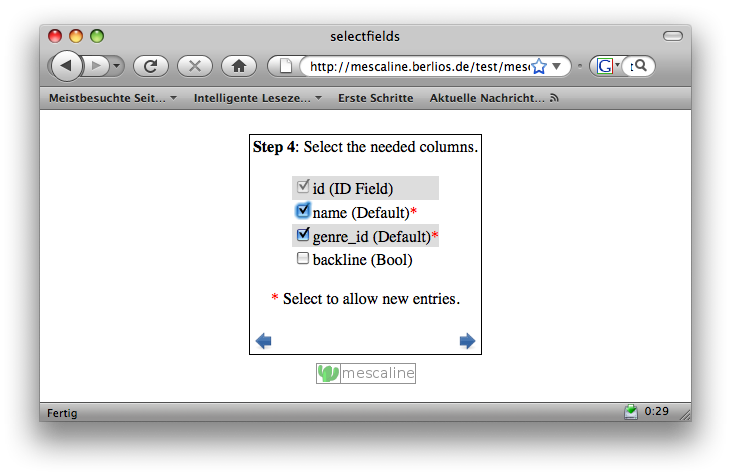 selectfields
http://mescaline.berlios.de/test/mes
G
Meistbesuchte Seit... Intelligente Leseze... Erste Schritte Aktuelle Nachricht...
Step 4: Select the needed columns.
id (ID Field)
name (Default)*
genre_id (Default)*
backline (Bool)
* Select to allow new entries.
mescaline
Fertig 0:29